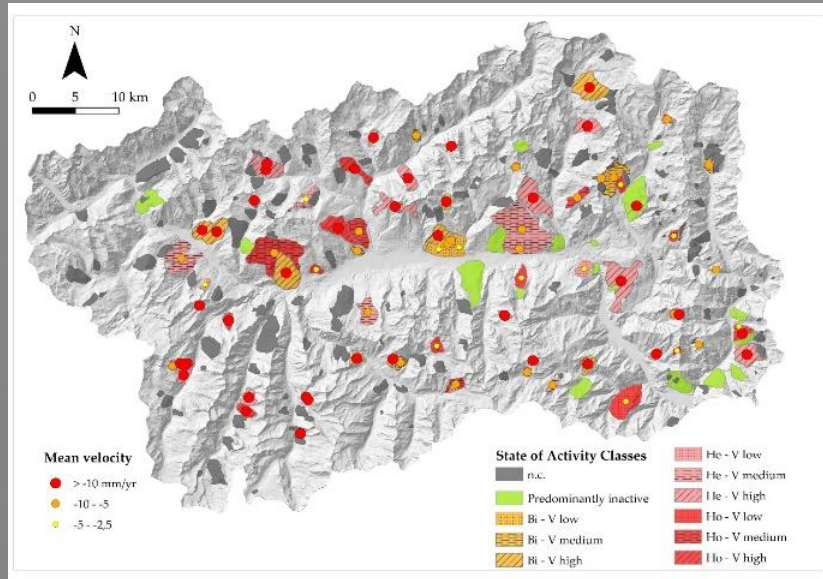 N
0 5 10 km
Mean velocity
> -10 mm/yr
-10 - -5
-5 - -2,5
State of Activity Classes
n.c.
Predominantly inactive
Bi - V low
Bi - V medium
Bi - V high
He - V low
He - V medium
He - V high
Ho - V low
Ho - V medium
Ho - V high